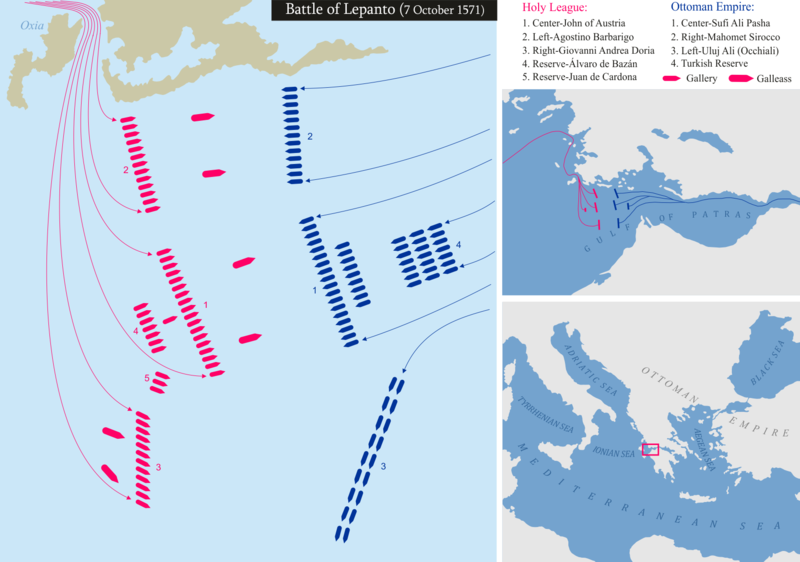 Battle of Lepanto (7 October 1571)
Oxia
2
2
1
1
4
4
5
3
3
Holy League:
1. Center-John of Austria
2. Left-Agostino Barbarigo
3. Right-Giovanni Andrea Doria
4. Reserve-Álvaro de Bazán
5. Reserve-Juan de Cardona
Ottoman Empire:
1. Center-Sufi Ali Pasha
2. Right-Mahomet Sirocco
3. Left-Uluj Ali (Occhiali)
4. Turkish Reserve
Gallery
Galleass
GULF OF PATRAS
ADRIATIC SEA
BLACK SEA
OTTOMAN EMPIRE
TYRRHENIAN SEA
IONIAN SEA
AEGEAN SEA
MEDITERRANEAN SEA